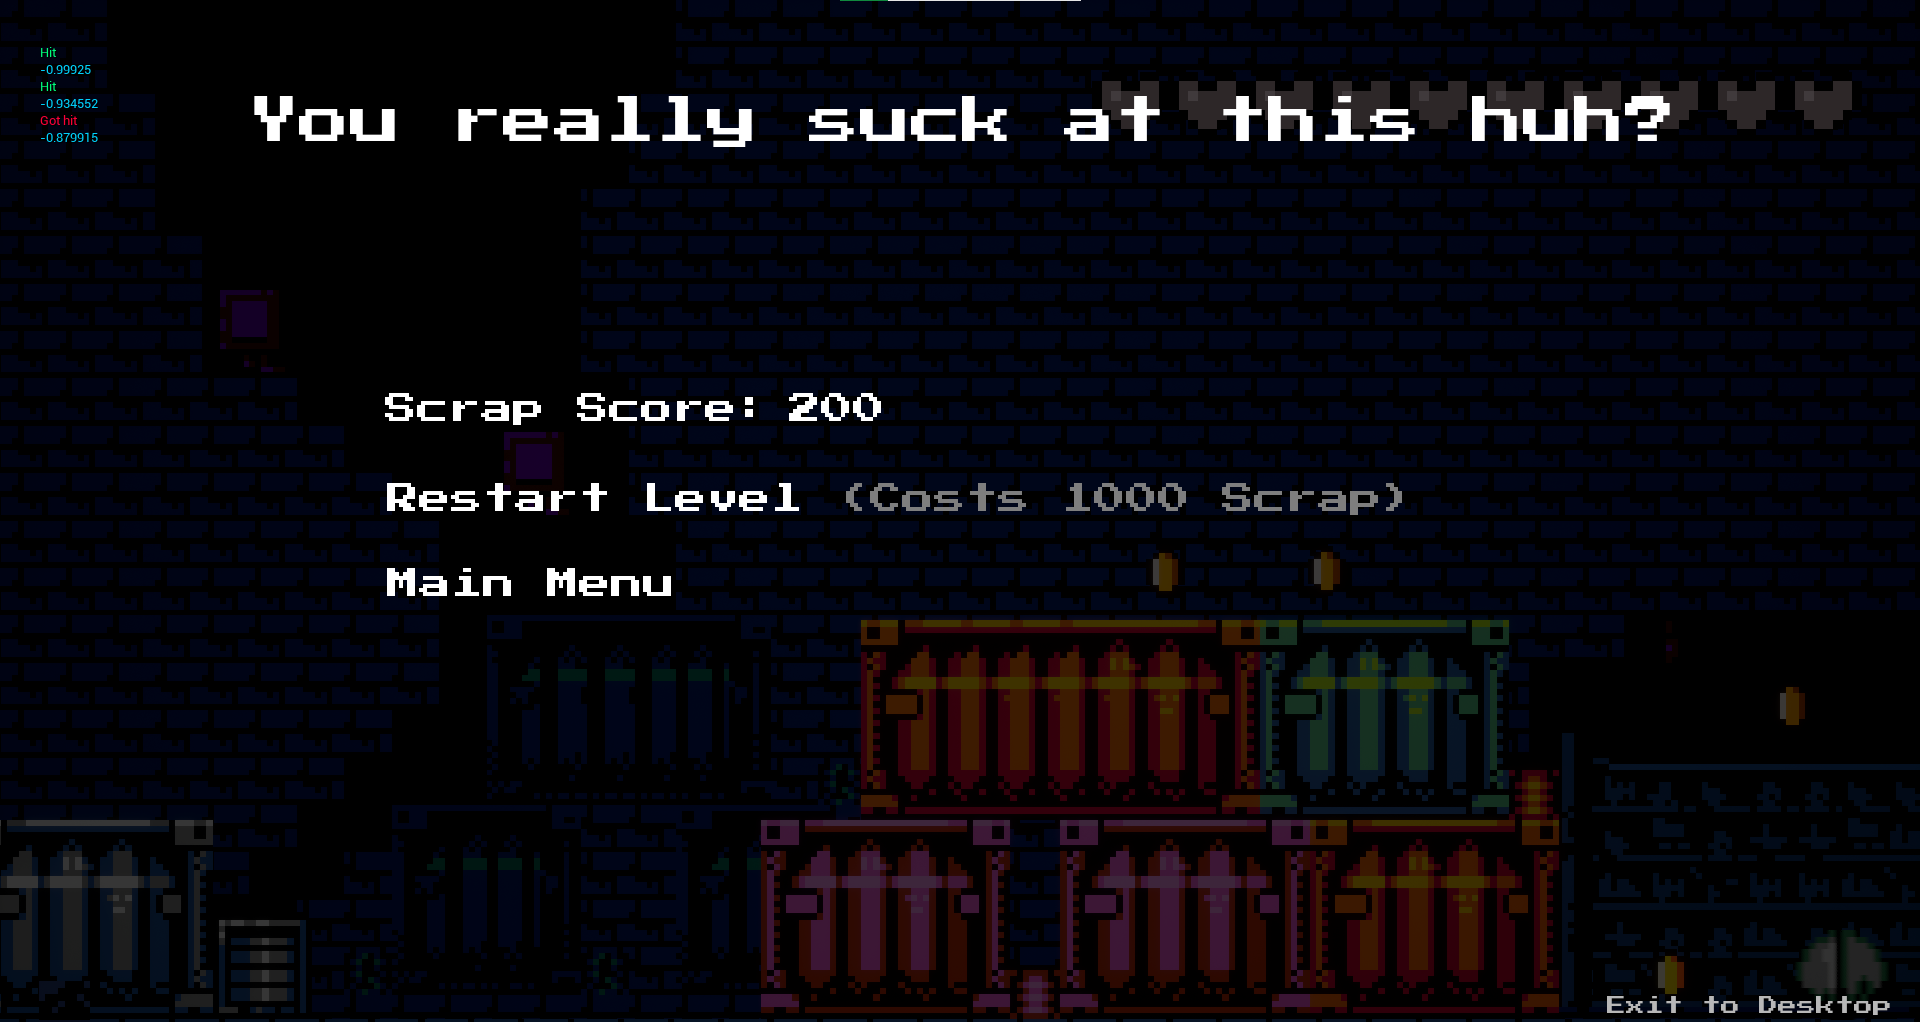 Hit
-0.99925
Hit
-0.934552
Got hit
-0.879915
You really suck at this huh?
Scrap Score: 200
Restart Level (Costs 1000 Scrap)
Main Menu
Exit to Desktop